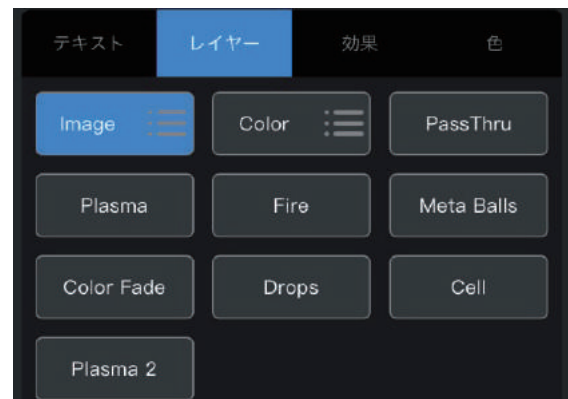 テキスト レイヤー 効果 色
Image Color PassThru
Plasma Fire Meta Balls
Color Fade Drops Cell
Plasma 2